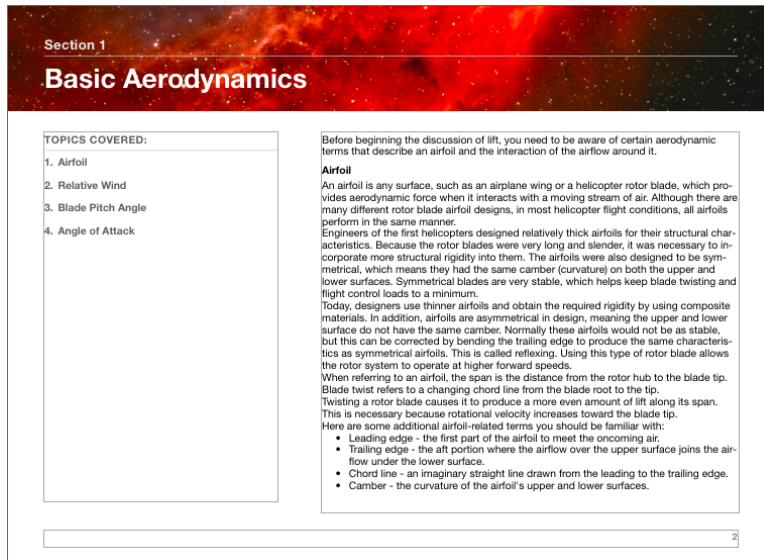 Section 1
Basic Aerodynamics
TOPICS COVERED:
1. Airfoil
2. Relative Wind
3. Blade Pitch Angle
4. Angle of Attack
Before beginning the discussion of lift, you need to be aware of certain aerodynamic
terms that describe an airfoil and the interaction of the airflow around it.
Airfoil
An airfoil is any surface, such as an airplane wing or a helicopter rotor blade, which pro-
vides aerodynamic force when it interacts with a moving stream of air. Although there are
many different rotor blade airfoil designs, in most helicopter flight conditions, all airfoils
perform in the same manner.
Engineers of the first helicopters designed relatively thick airfoils for their structural char-
acteristics. Because the rotor blades were very long and slender, it was necessary to in-
corporate more structural rigidity into them. The airfoils were also designed to be sym-
metrical, which means they had the same camber (curvature) on both the upper and
lower surfaces. Symmetrical blades are very stable, which helps keep blade twisting and
flight control loads to a minimum.
Today, designers use thinner airfoils and obtain the required rigidity by using composite
materials. In addition, airfoils are asymmetrical in design, meaning the upper and lower
surface do not have the same camber. Normally these airfoils would not be as stable,
but this can be corrected by bending the trailing edge to produce the same characteris-
tics as symmetrical airfoils. This is called reflexing. Using this type of rotor blade allows
the rotor system to operate at higher forward speeds.
When referring to an airfoil, the span is the distance from the rotor hub to the blade tip.
Blade twist refers to a changing chord line from the blade root to the tip.
Twisting a rotor blade causes it to produce a more even amount of lift along its span.
This is necessary because rotational velocity increases toward the blade tip.
Here are some additional airfoil-related terms you should be familiar with:
• Leading edge - the first part of the airfoil to meet the oncoming air.
• Trailing edge - the aft portion where the airflow over the upper surface joins the air-
flow under the lower surface.
• Chord line - an imaginary straight line drawn from the leading to the trailing edge.
• Camber - the curvature of the airfoil's upper and lower surfaces.
2